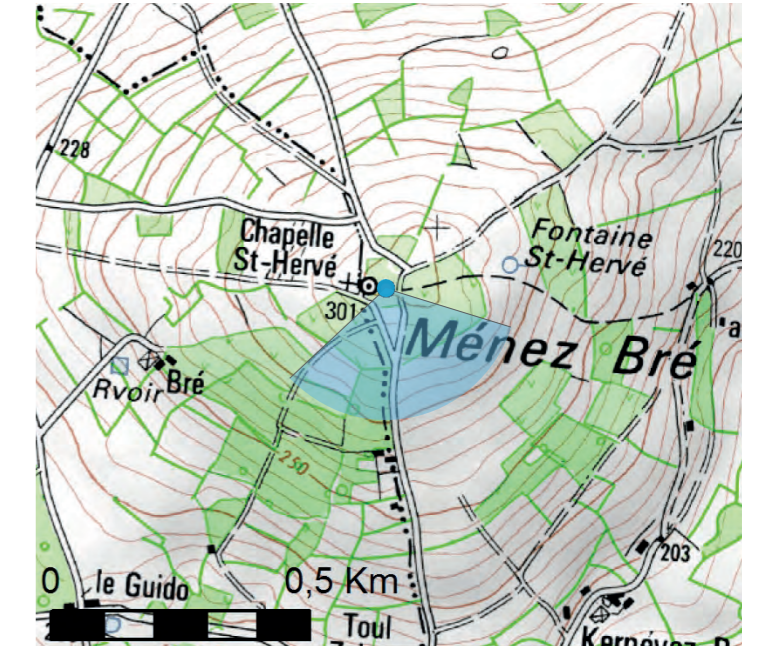 228
Chapelle
St-Hervé
Fontaine
St-Hervé
220
301
Ménez Bré
Rvoir
Bré
250
203
0
0,5 Km
le Guido
Toul